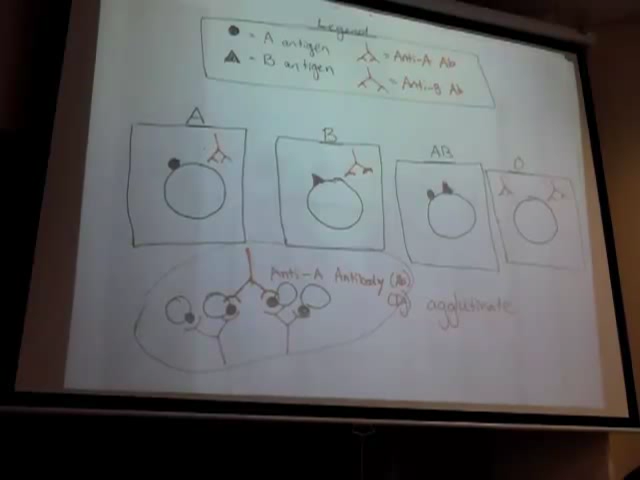 Legend
= A antigen
= B antigen
= Anti-A Ab
= Anti-B Ab
A
B
AB
O
Anti-A Antibody (Ab)
agglutinate